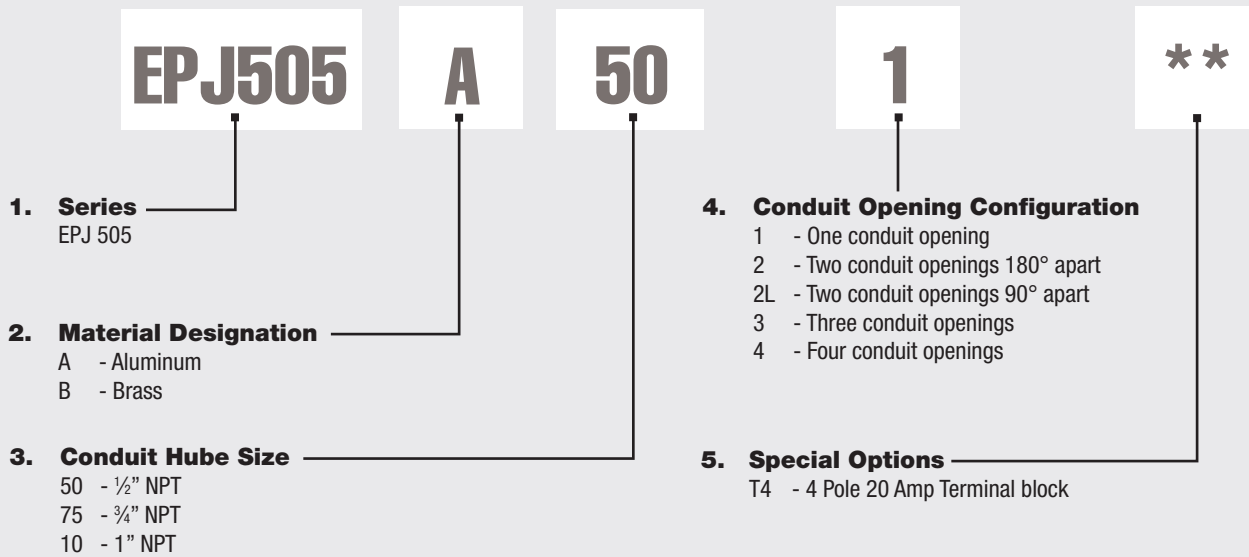 EPJ505 A 50 1 **
1. Series
EPJ 505
2. Material Designation
A - Aluminum
B - Brass
3. Conduit Hube Size
50 - ½” NPT
75 - ¾” NPT
10 - 1” NPT
4. Conduit Opening Configuration
1 - One conduit opening
2 - Two conduit openings 180° apart
2L - Two conduit openings 90° apart
3 - Three conduit openings
4 - Four conduit openings
5. Special Options
T4 - 4 Pole 20 Amp Terminal block